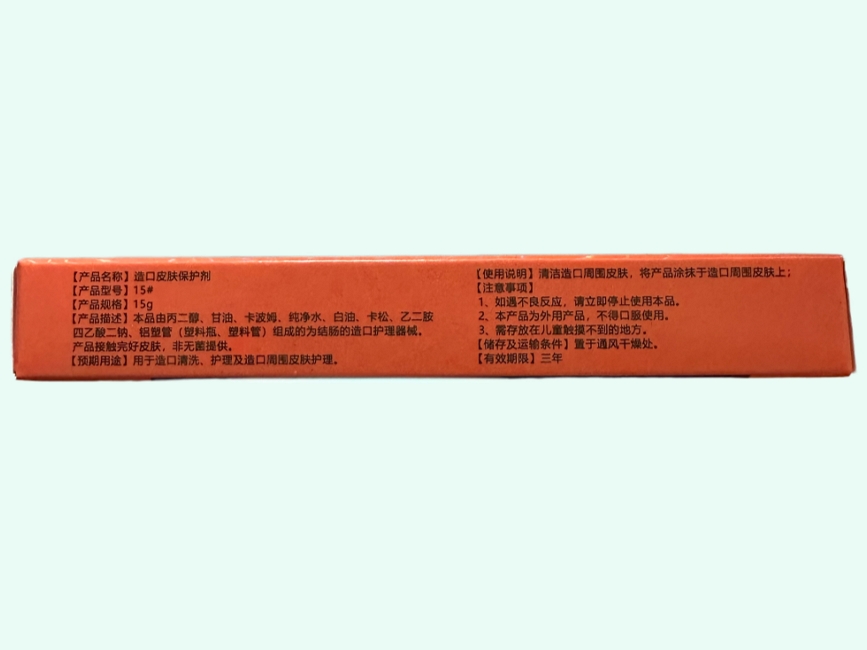 【产品名称】造口皮肤保护剂
【产品型号】15#
【产品规格】15g
【产品描述】本品由丙二醇、甘油、卡波姆、纯净水、白油、卡松、乙二胺
四乙酸二钠、铝塑管（塑料瓶、塑料管）组成的为结肠的造口护理器械。
产品接触完好皮肤，非无菌提供。
【预期用途】用于造口清洗、护理及造口周围皮肤护理。
【使用说明】清洁造口周围皮肤，将产品涂抹于造口周围皮肤上；
【注意事项】
1、如遇不良反应，请立即停止使用本品。
2、本产品为外用产品，不得口服使用。
3、需存放在儿童触摸不到的地方。
【储存及运输条件】置于通风干燥处。
【有效期限】三年